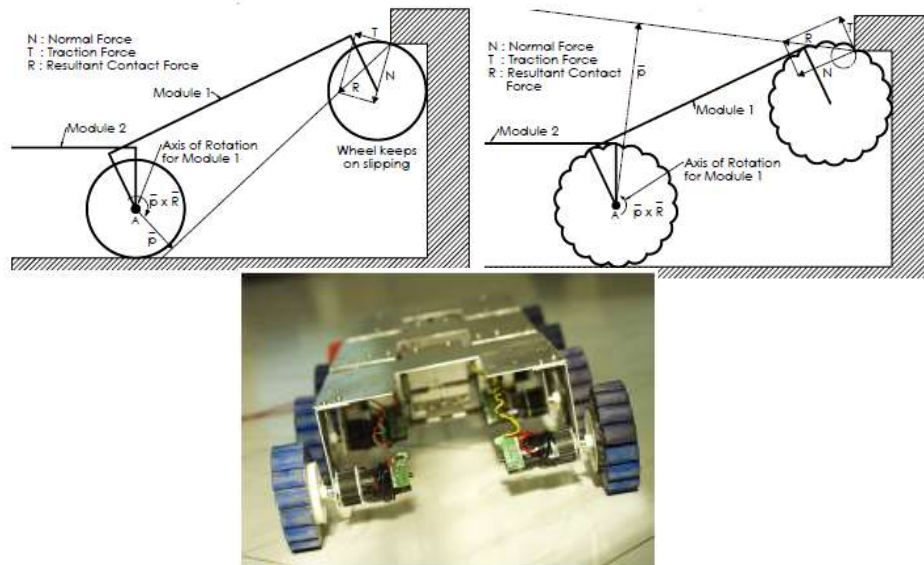 N : Normal Force
T : Traction Force
R : Resultant Contact Force
Module 1
T
N
R
Module 2
Axis of Rotation
for Module 1
Wheel keeps
on slipping
p̅ x R̅
A
p̅
N : Normal Force
T : Traction Force
R : Resultant Contact
Force
p̅
R
T
N
Module 1
Module 2
Axis of Rotation
for Module 1
p̅ x R̅
A